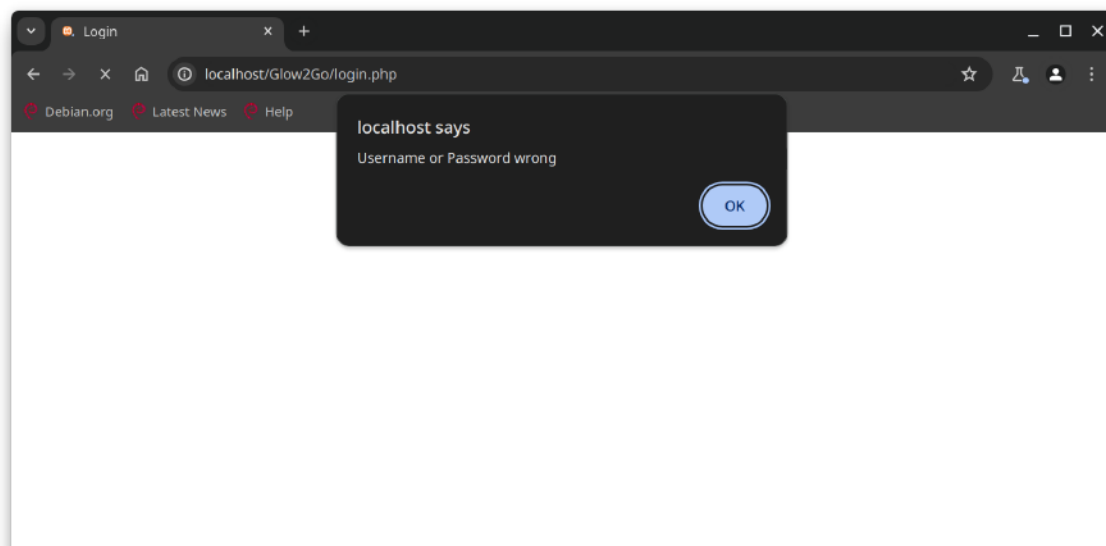 Login
localhost/Glow2Go/login.php
Debian.org Latest News Help
localhost says
Username or Password wrong
OK